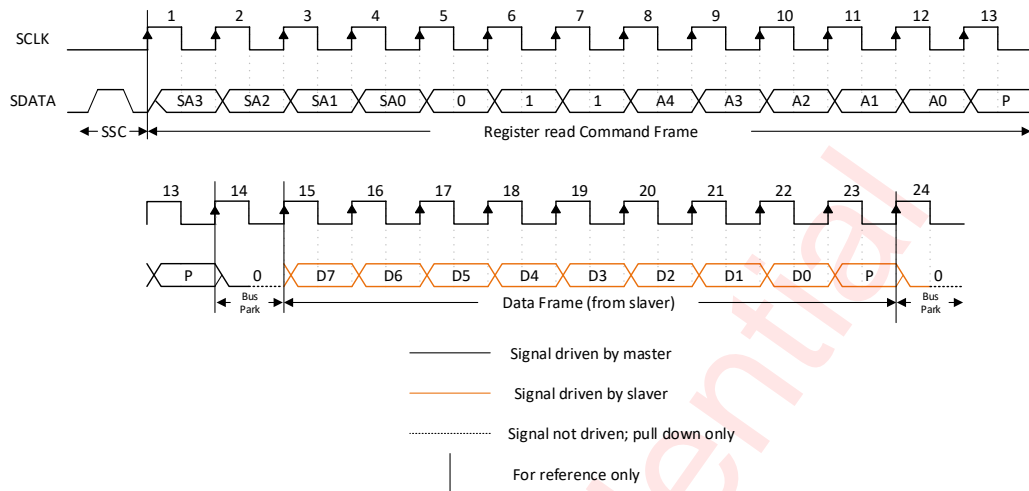 1 2 3 4 5 6 7 8 9 10 11 12 13
SCLK
SDATA SA3 SA2 SA1 SA0 0 1 1 A4 A3 A2 A1 A0 P
SSC Register read Command Frame
13 14 15 16 17 18 19 20 21 22 23 24
P 0 D7 D6 D5 D4 D3 D2 D1 D0 P 0
Bus Park Data Frame (from slaver) Bus Park
Signal driven by master
Signal driven by slaver
Signal not driven; pull down only
For reference only
dential